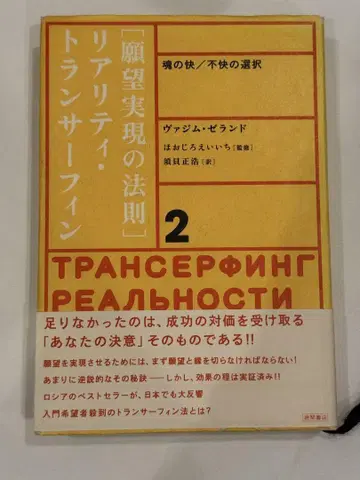 [願望実現の法則]
リアリティ・
トランサーフィン
魂の快／不快の選択
ヴァジム・ゼランド
ほおじろえいいち[監修]
須貝正浩[訳]
2
ТРАНСЕРФИНГ
РЕАЛЬНОСТИ
足りなかったのは、成功の対価を受け取る
「あなたの決意」そのものである!!
願望を実現させるためには、まず願望と縁を切らなければならない!
あまりに逆説的なその秘訣――しかし、効果の程は実証済み!!
ロシアのベストセラーが、日本でも大反響
入門希望者殺到のトランサーフィン法とは?
徳間書店